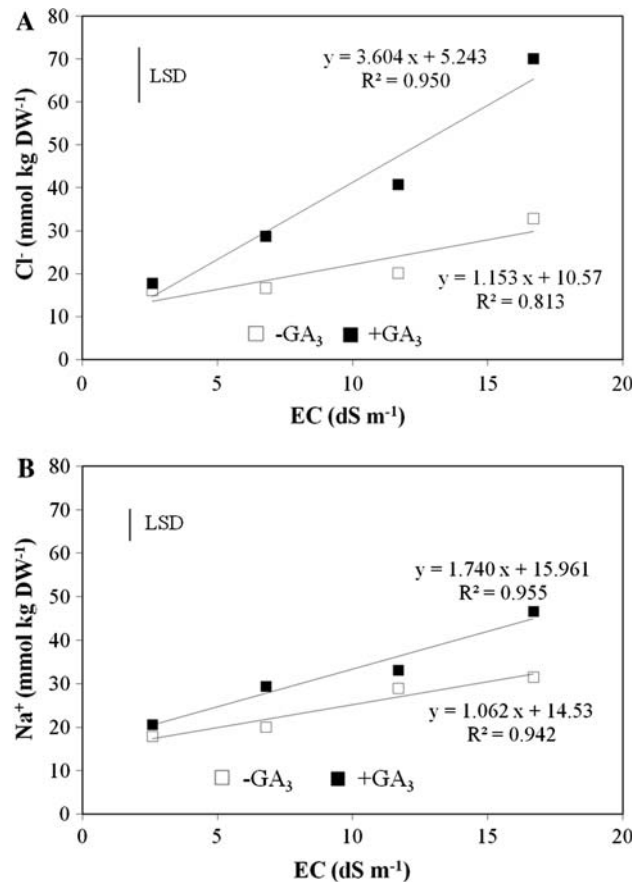 A
80
70
60
50
40
30
20
10
0
Cl- (mmol kg DW-1)
LSD
y = 3.604 x + 5.243
R² = 0.950
y = 1.153 x + 10.57
R² = 0.813
-GA3 +GA3
0 5 10 15 20
EC (dS m-1)
B
80
70
60
50
40
30
20
10
0
Na+ (mmol kg DW-1)
LSD
y = 1.740 x + 15.961
R² = 0.955
y = 1.062 x + 14.53
R² = 0.942
-GA3 +GA3
0 5 10 15 20
EC (dS m-1)